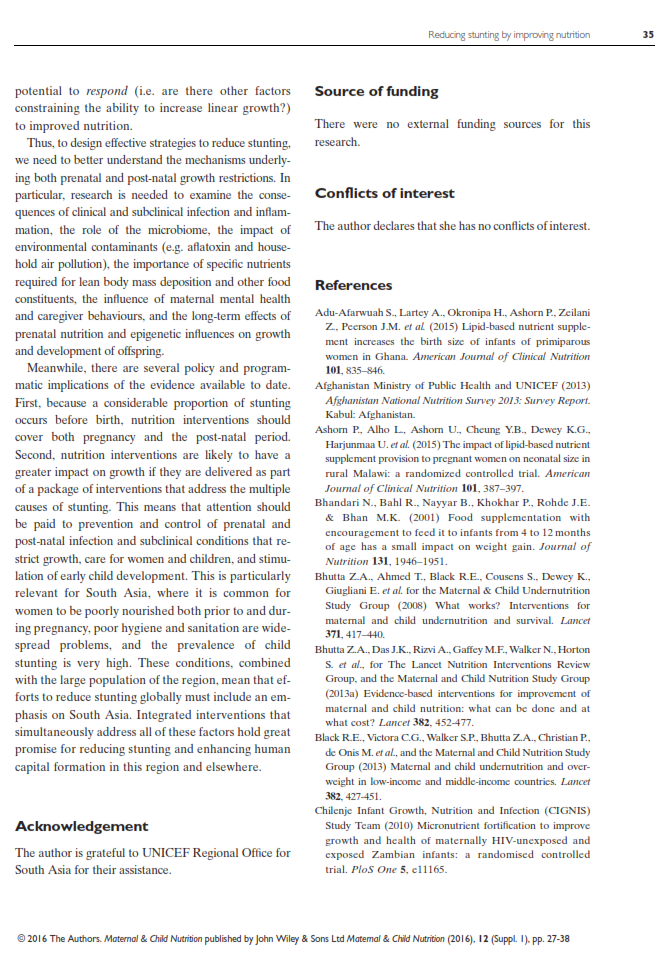 Reducing stunting by improving nutrition 35
potential to respond (i.e. are there other factors
constraining the ability to increase linear growth?)
to improved nutrition.
Thus, to design effective strategies to reduce stunting,
we need to better understand the mechanisms underly-
ing both prenatal and post-natal growth restrictions. In
particular, research is needed to examine the conse-
quences of clinical and subclinical infection and inflam-
mation, the role of the microbiome, the impact of
environmental contaminants (e.g. aflatoxin and house-
hold air pollution), the importance of specific nutrients
required for lean body mass deposition and other food
constituents, the influence of maternal mental health
and caregiver behaviours, and the long-term effects of
prenatal nutrition and epigenetic influences on growth
and development of offspring.
Meanwhile, there are several policy and program-
matic implications of the evidence available to date.
First, because a considerable proportion of stunting
occurs before birth, nutrition interventions should
cover both pregnancy and the post-natal period.
Second, nutrition interventions are likely to have a
greater impact on growth if they are delivered as part
of a package of interventions that address the multiple
causes of stunting. This means that attention should
be paid to prevention and control of prenatal and
post-natal infection and subclinical conditions that re-
strict growth, care for women and children, and stimu-
lation of early child development. This is particularly
relevant for South Asia, where it is common for
women to be poorly nourished both prior to and dur-
ing pregnancy, poor hygiene and sanitation are wide-
spread problems, and the prevalence of child
stunting is very high. These conditions, combined
with the large population of the region, mean that ef-
forts to reduce stunting globally must include an em-
phasis on South Asia. Integrated interventions that
simultaneously address all of these factors hold great
promise for reducing stunting and enhancing human
capital formation in this region and elsewhere.
Acknowledgement
The author is grateful to UNICEF Regional Office for
South Asia for their assistance.
Source of funding
There were no external funding sources for this
research.
Conflicts of interest
The author declares that she has no conflicts of interest.
References
Adu-Afarwuah S., Lartey A., Okronipa H., Ashorn P., Zeilani
Z., Peerson J.M. et al. (2015) Lipid-based nutrient supple-
ment increases the birth size of infants of primiparous
women in Ghana. American Journal of Clinical Nutrition
101, 835–846.
Afghanistan Ministry of Public Health and UNICEF (2013)
Afghanistan National Nutrition Survey 2013: Survey Report.
Kabul: Afghanistan.
Ashorn P., Alho L., Ashorn U., Cheung Y.B., Dewey K.G.,
Harjunmaa U. et al. (2015) The impact of lipid-based nutrient
supplement provision to pregnant women on neonatal size in
rural Malawi: a randomized controlled trial. American
Journal of Clinical Nutrition 101, 387–397.
Bhandari N., Bahl R., Nayyar B., Khokhar P., Rohde J.E.
& Bhan M.K. (2001) Food supplementation with
encouragement to feed it to infants from 4 to 12 months
of age has a small impact on weight gain. Journal of
Nutrition 131, 1946–1951.
Bhutta Z.A., Ahmed T., Black R.E., Cousens S., Dewey K.,
Giugliani E. et al. for the Maternal & Child Undernutrition
Study Group (2008) What works? Interventions for
maternal and child undernutrition and survival. Lancet
371, 417–440.
Bhutta Z.A., Das J.K., Rizvi A., Gaffey M.F., Walker N., Horton
S. et al., for The Lancet Nutrition Interventions Review
Group, and the Maternal and Child Nutrition Study Group
(2013a) Evidence-based interventions for improvement of
maternal and child nutrition: what can be done and at
what cost? Lancet 382, 452-477.
Black R.E., Victora C.G., Walker S.P., Bhutta Z.A., Christian P.,
de Onis M. et al., and the Maternal and Child Nutrition Study
Group (2013) Maternal and child undernutrition and over-
weight in low-income and middle-income countries. Lancet
382, 427-451.
Chilenje Infant Growth, Nutrition and Infection (CIGNIS)
Study Team (2010) Micronutrient fortification to improve
growth and health of maternally HIV-unexposed and
exposed Zambian infants: a randomised controlled
trial. PloS One 5, e11165.
© 2016 The Authors. Maternal & Child Nutrition published by John Wiley & Sons Ltd Maternal & Child Nutrition (2016), 12 (Suppl. 1), pp. 27-38